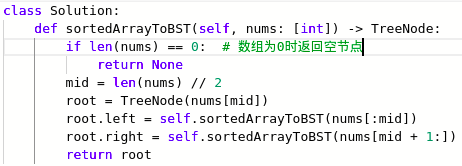 class Solution:
    def sortedArrayToBST(self, nums: [int]) -> TreeNode:
        if len(nums) == 0:  # 数组为0时返回空节点
            return None
        mid = len(nums) // 2
        root = TreeNode(nums[mid])
        root.left = self.sortedArrayToBST(nums[:mid])
        root.right = self.sortedArrayToBST(nums[mid + 1:])
        return root